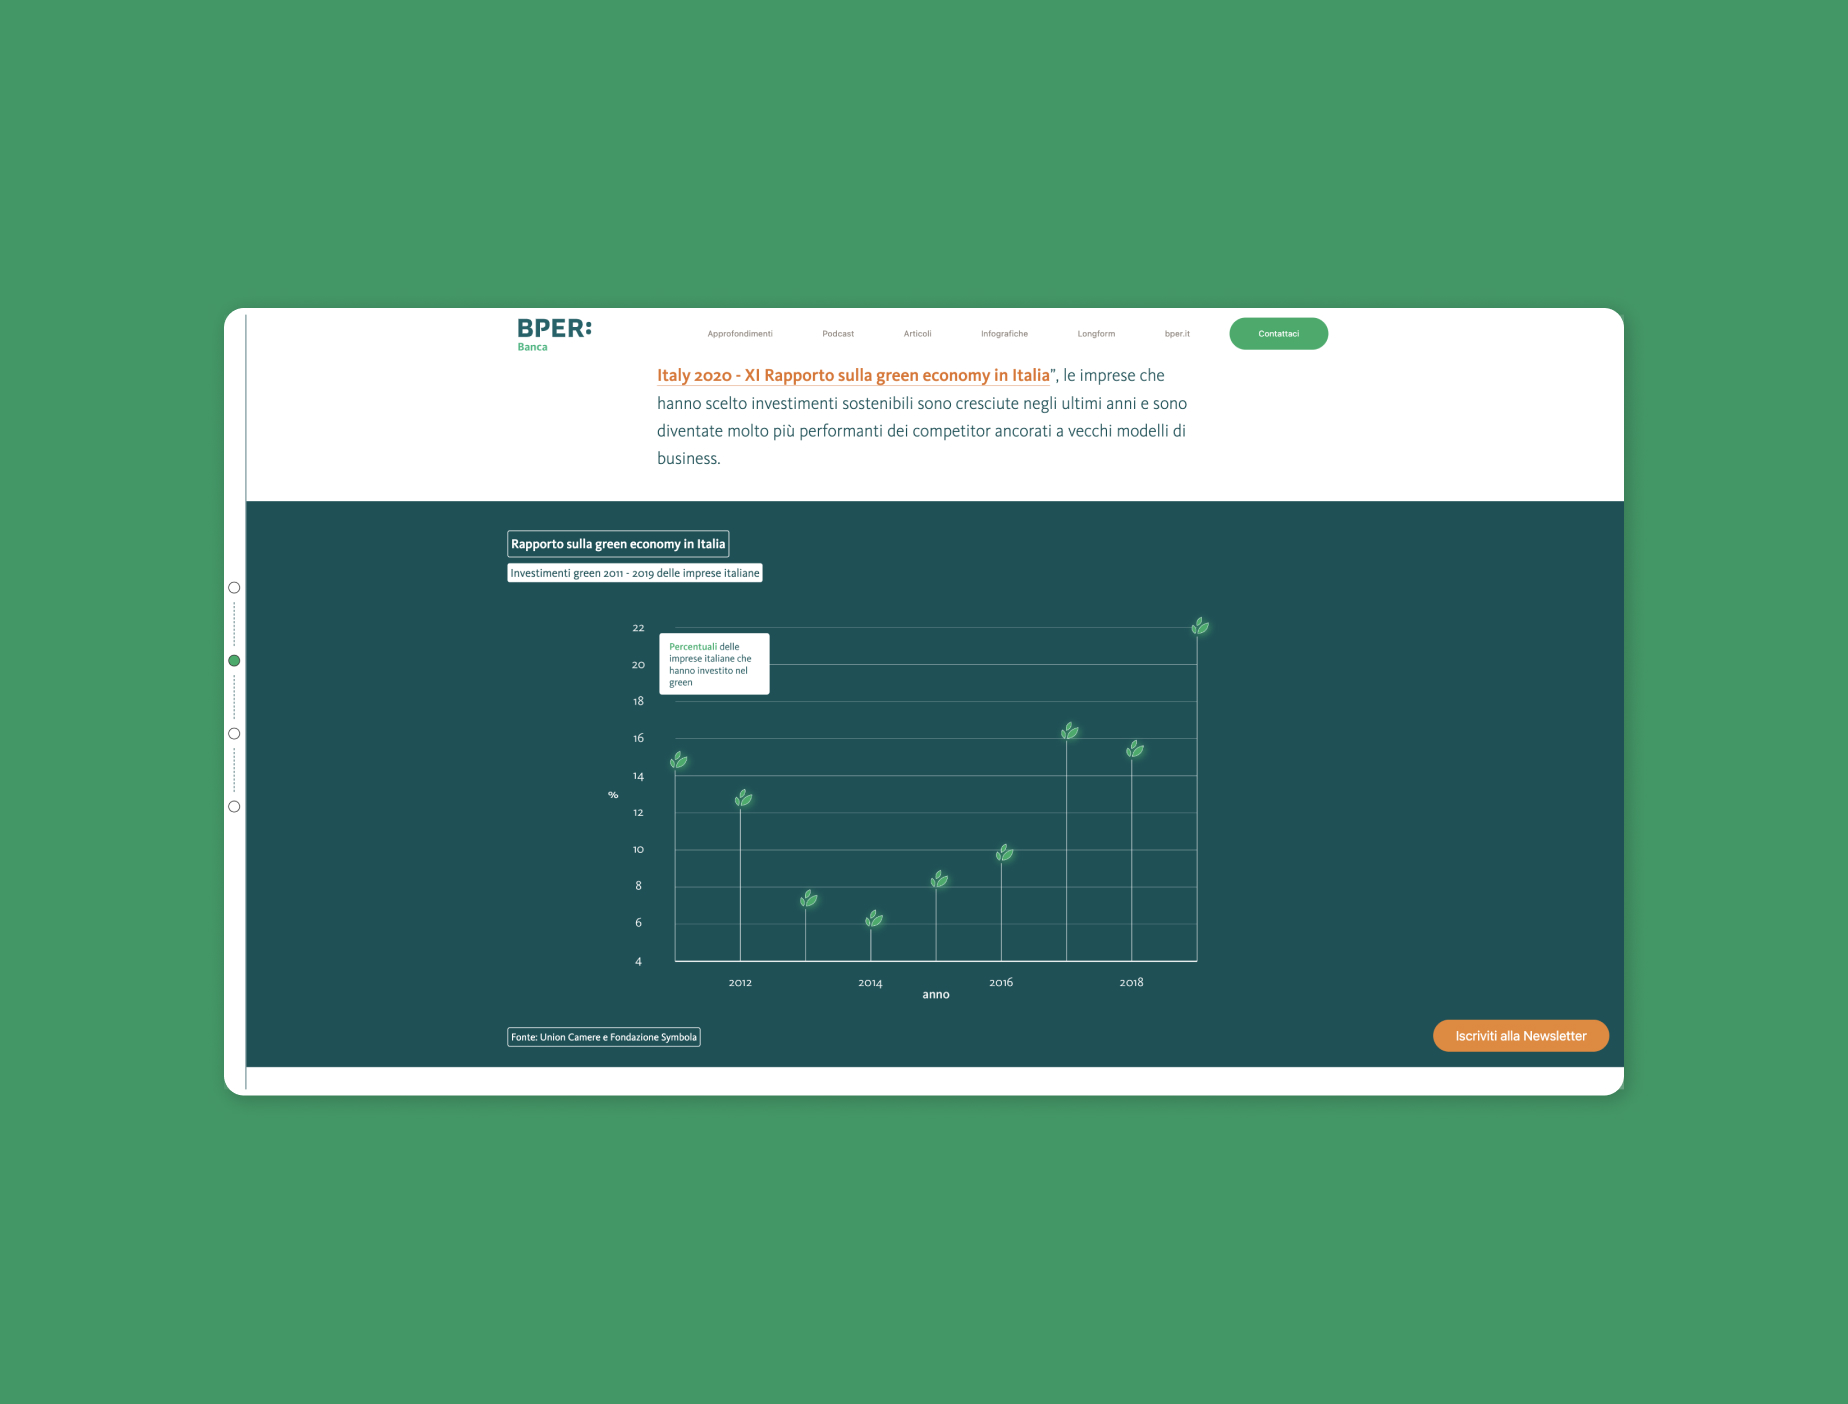 BPER:
Banca
Approfondimenti
Podcast
Articoli
Infografiche
Longform
bper.it
Contattaci
Italy 2020 - XI Rapporto sulla green economy in Italia”, le imprese che
hanno scelto investimenti sostenibili sono cresciute negli ultimi anni e sono
diventate molto più performanti dei competitor ancorati a vecchi modelli di
business.
Rapporto sulla green economy in Italia
Investimenti green 2011 - 2019 delle imprese italiane
Percentuali delle
imprese italiane che
hanno investito nel
green
22
20
18
16
14
%
12
10
8
6
4
2012
2014
2016
2018
anno
Fonte: Union Camere e Fondazione Symbola
Iscriviti alla Newsletter